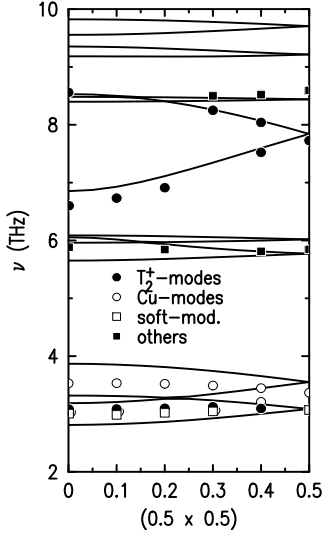 10
8
6
4
2
ν (THz)
T₂⁺−modes
Cu−modes
soft−mod.
others
0 0.1 0.2 0.3 0.4 0.5
(0.5 x 0.5)